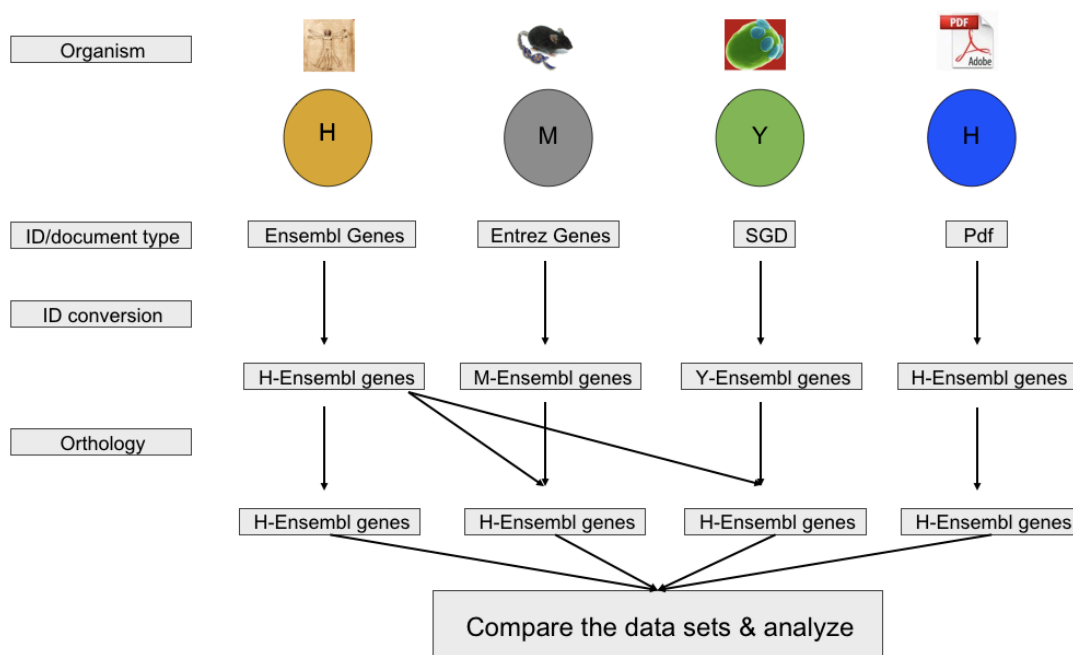 Organism
PDF
Adobe
H
M
Y
H
ID/document type
Ensembl Genes
Entrez Genes
SGD
Pdf
ID conversion
H-Ensembl genes
M-Ensembl genes
Y-Ensembl genes
H-Ensembl genes
Orthology
H-Ensembl genes
H-Ensembl genes
H-Ensembl genes
H-Ensembl genes
Compare the data sets & analyze